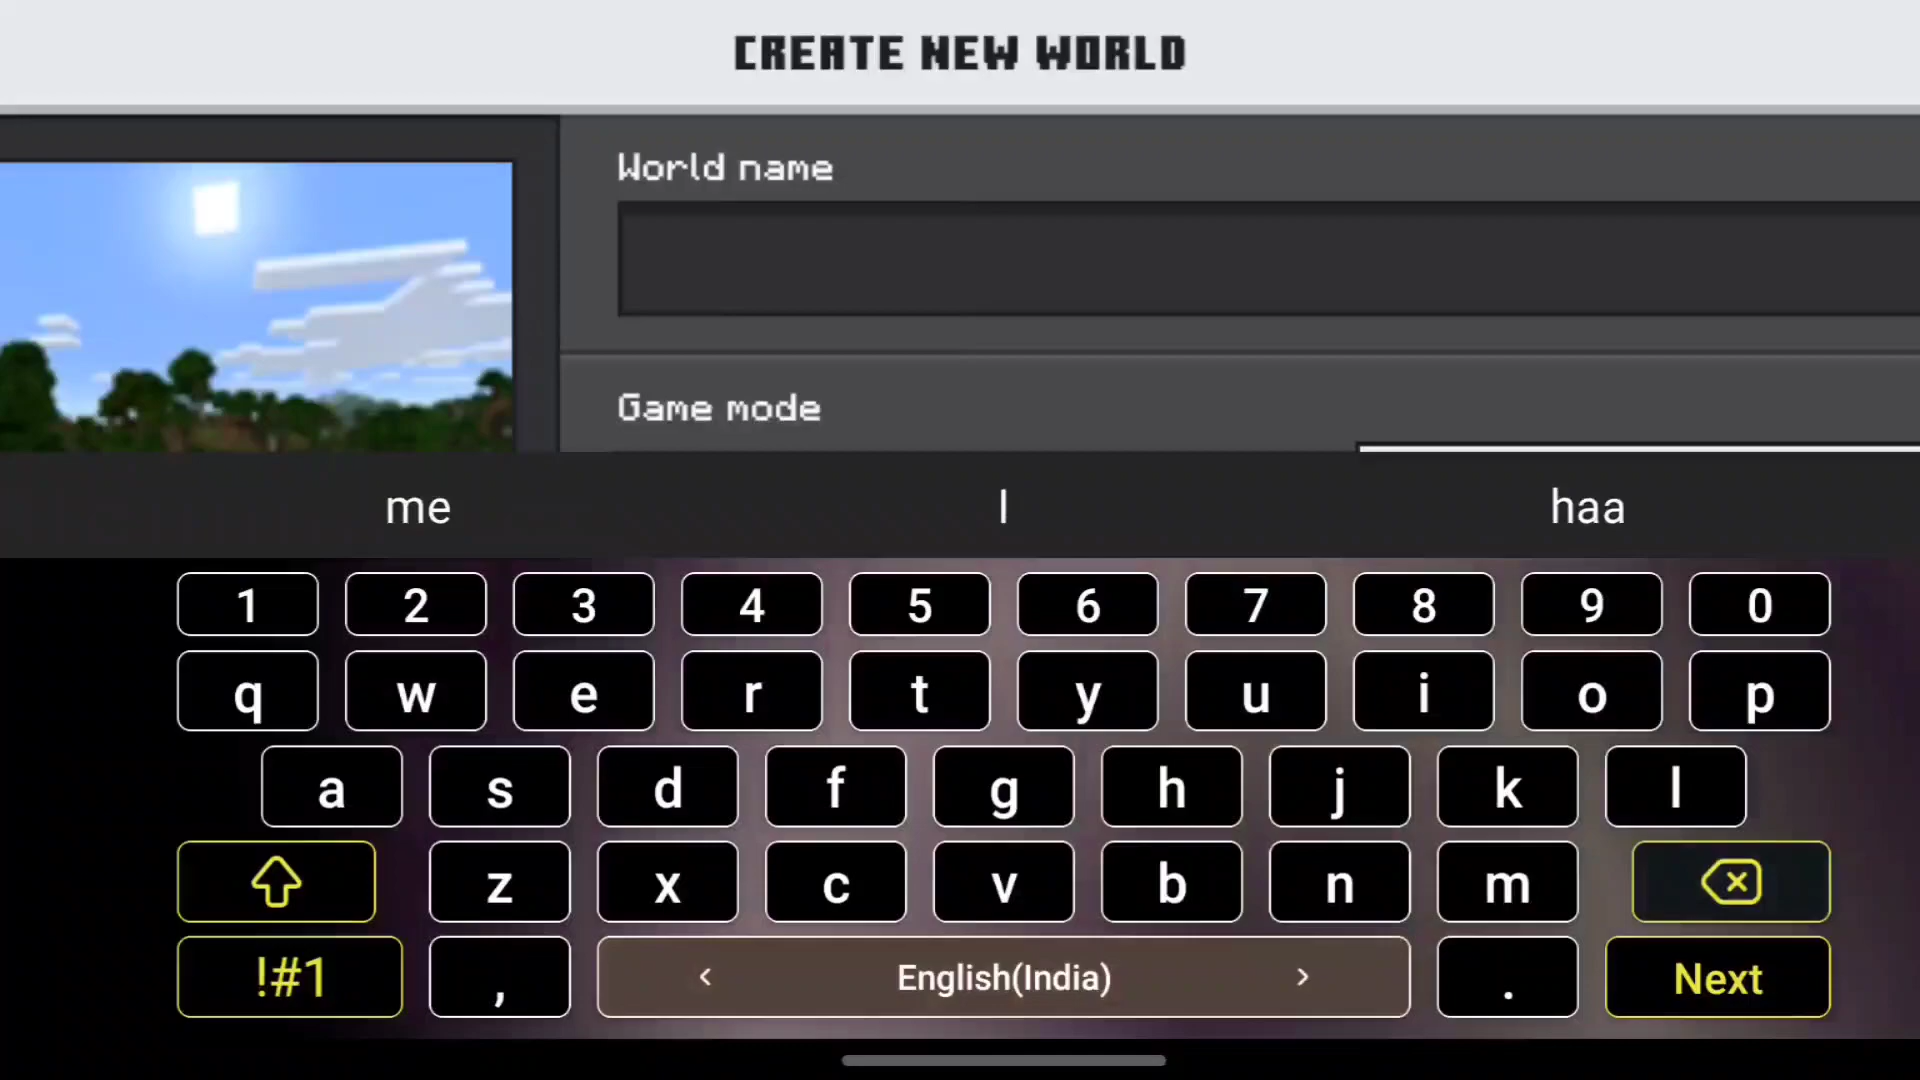 CREATE NEW WORLD
World name
Game mode
me I haa
1 2 3 4 5 6 7 8 9 0
q w e r t y u i o p
a s d f g h j k l
z x c v b n m
!#1 , < English(India) > . Next